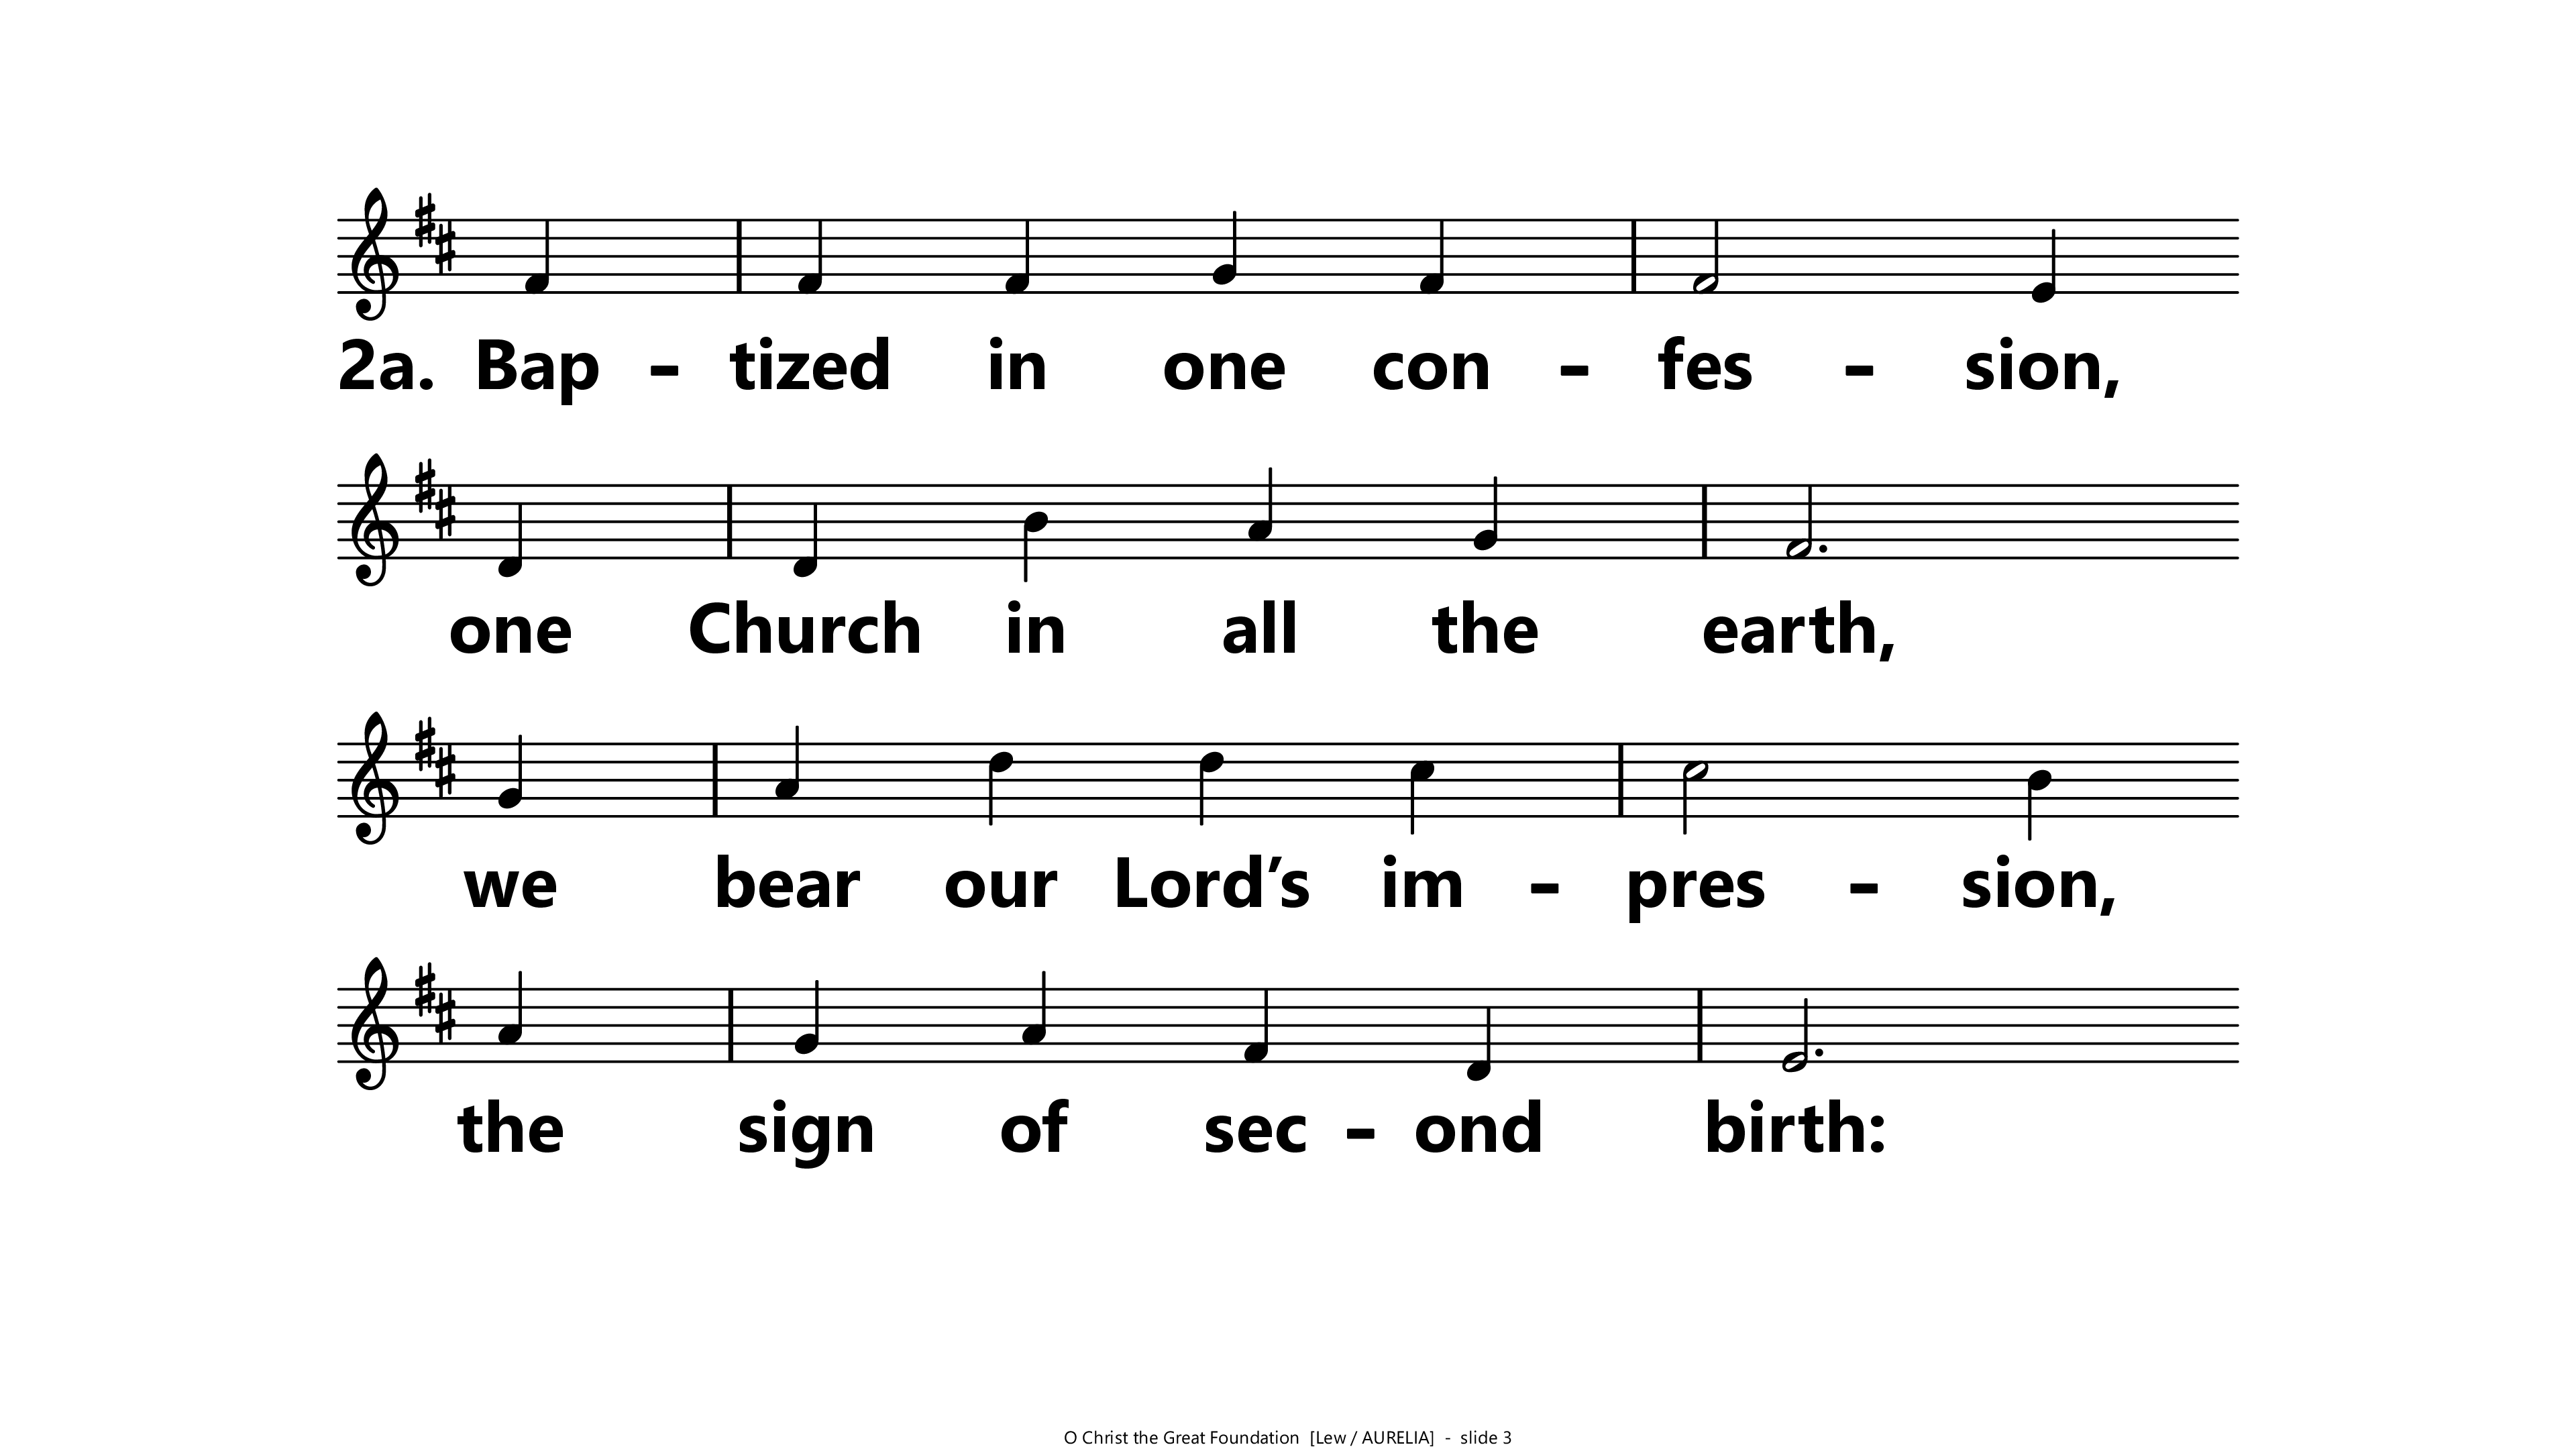 2a. Bap - tized in one con - fes - sion,
one Church in all the earth,
we bear our Lord’s im - pres - sion,
the sign of sec - ond birth:
O Christ the Great Foundation [Lew / AURELIA] - slide 3